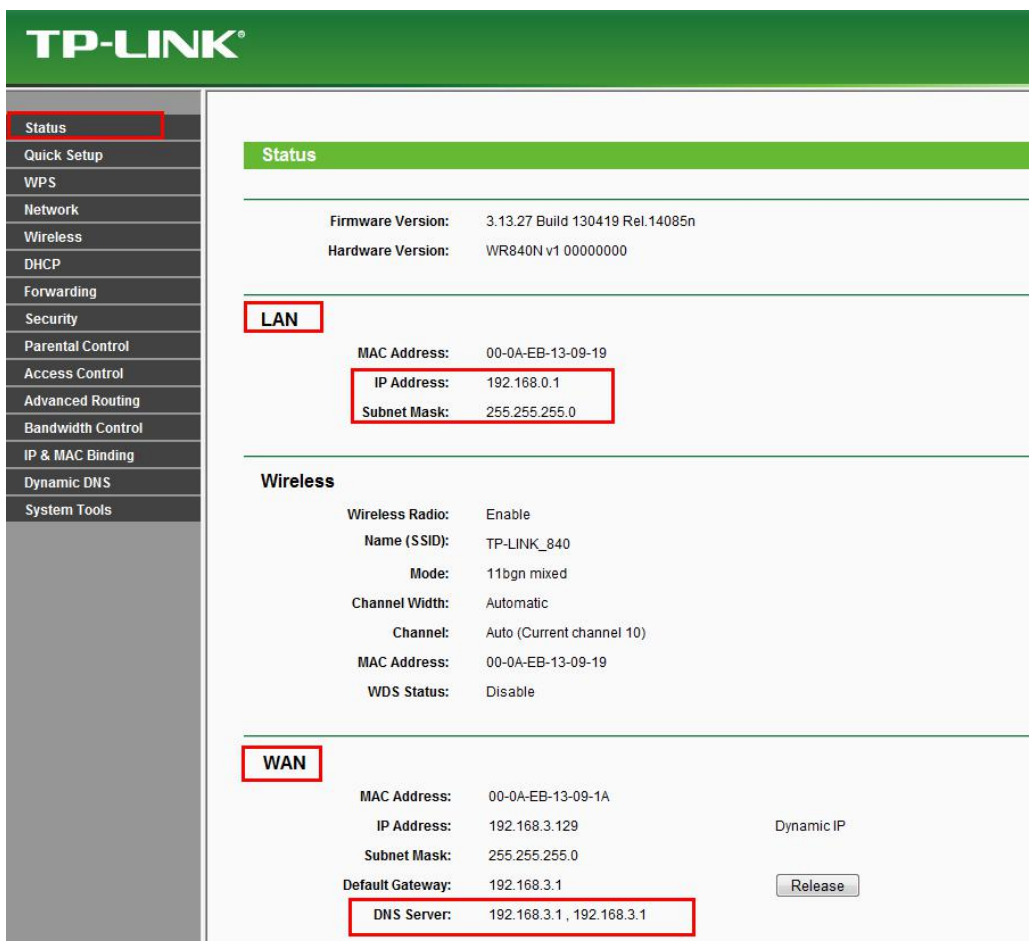 TP-LINK®
Status
Quick Setup
WPS
Network
Wireless
DHCP
Forwarding
Security
Parental Control
Access Control
Advanced Routing
Bandwidth Control
IP & MAC Binding
Dynamic DNS
System Tools
Status
Firmware Version: 3.13.27 Build 130419 Rel.14085n
Hardware Version: WR840N v1 00000000
LAN
MAC Address: 00-0A-EB-13-09-19
IP Address: 192.168.0.1
Subnet Mask: 255.255.255.0
Wireless
Wireless Radio: Enable
Name (SSID): TP-LINK_840
Mode: 11bgn mixed
Channel Width: Automatic
Channel: Auto (Current channel 10)
MAC Address: 00-0A-EB-13-09-19
WDS Status: Disable
WAN
MAC Address: 00-0A-EB-13-09-1A
IP Address: 192.168.3.129 Dynamic IP
Subnet Mask: 255.255.255.0
Default Gateway: 192.168.3.1 Release
DNS Server: 192.168.3.1 , 192.168.3.1